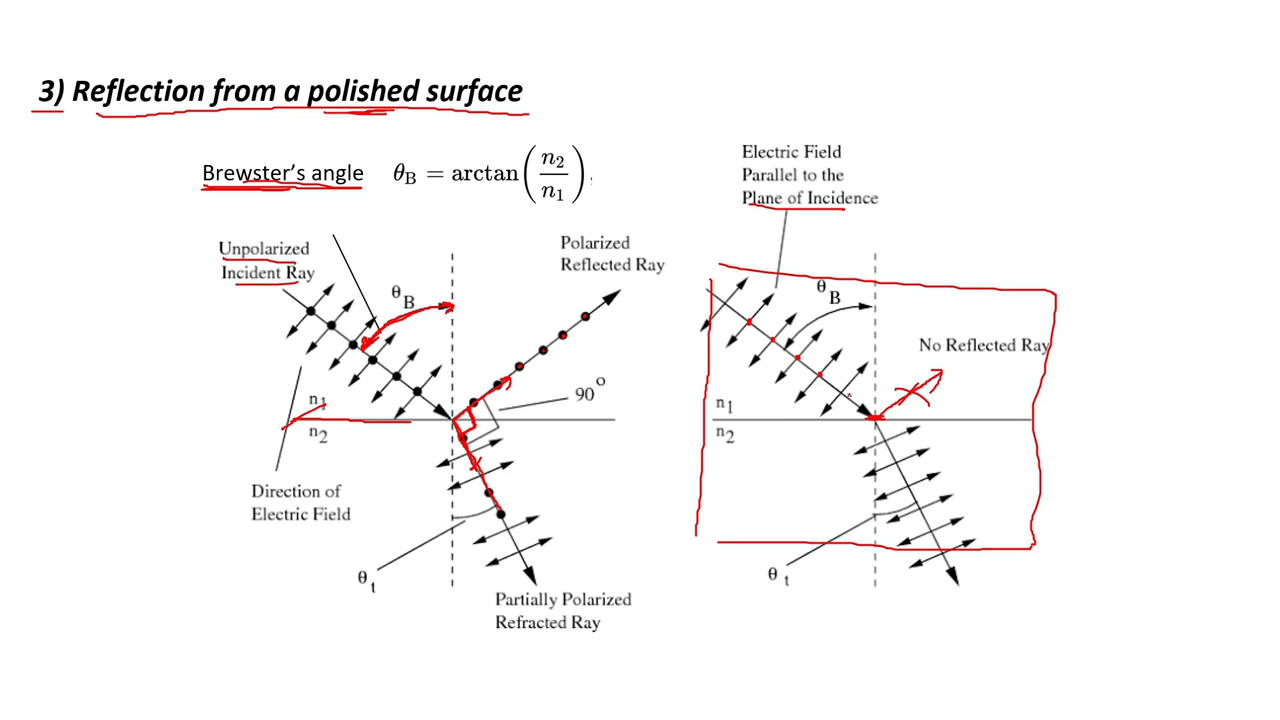 3) Reflection from a polished surface
Brewster's angle θB = arctan(n2/n1).
Unpolarized
Incident Ray
θB
Polarized
Reflected Ray
90°
n1
n2
Direction of
Electric Field
θt
Partially Polarized
Refracted Ray
Electric Field
Parallel to the
Plane of Incidence
θB
No Reflected Ray
n1
n2
θt